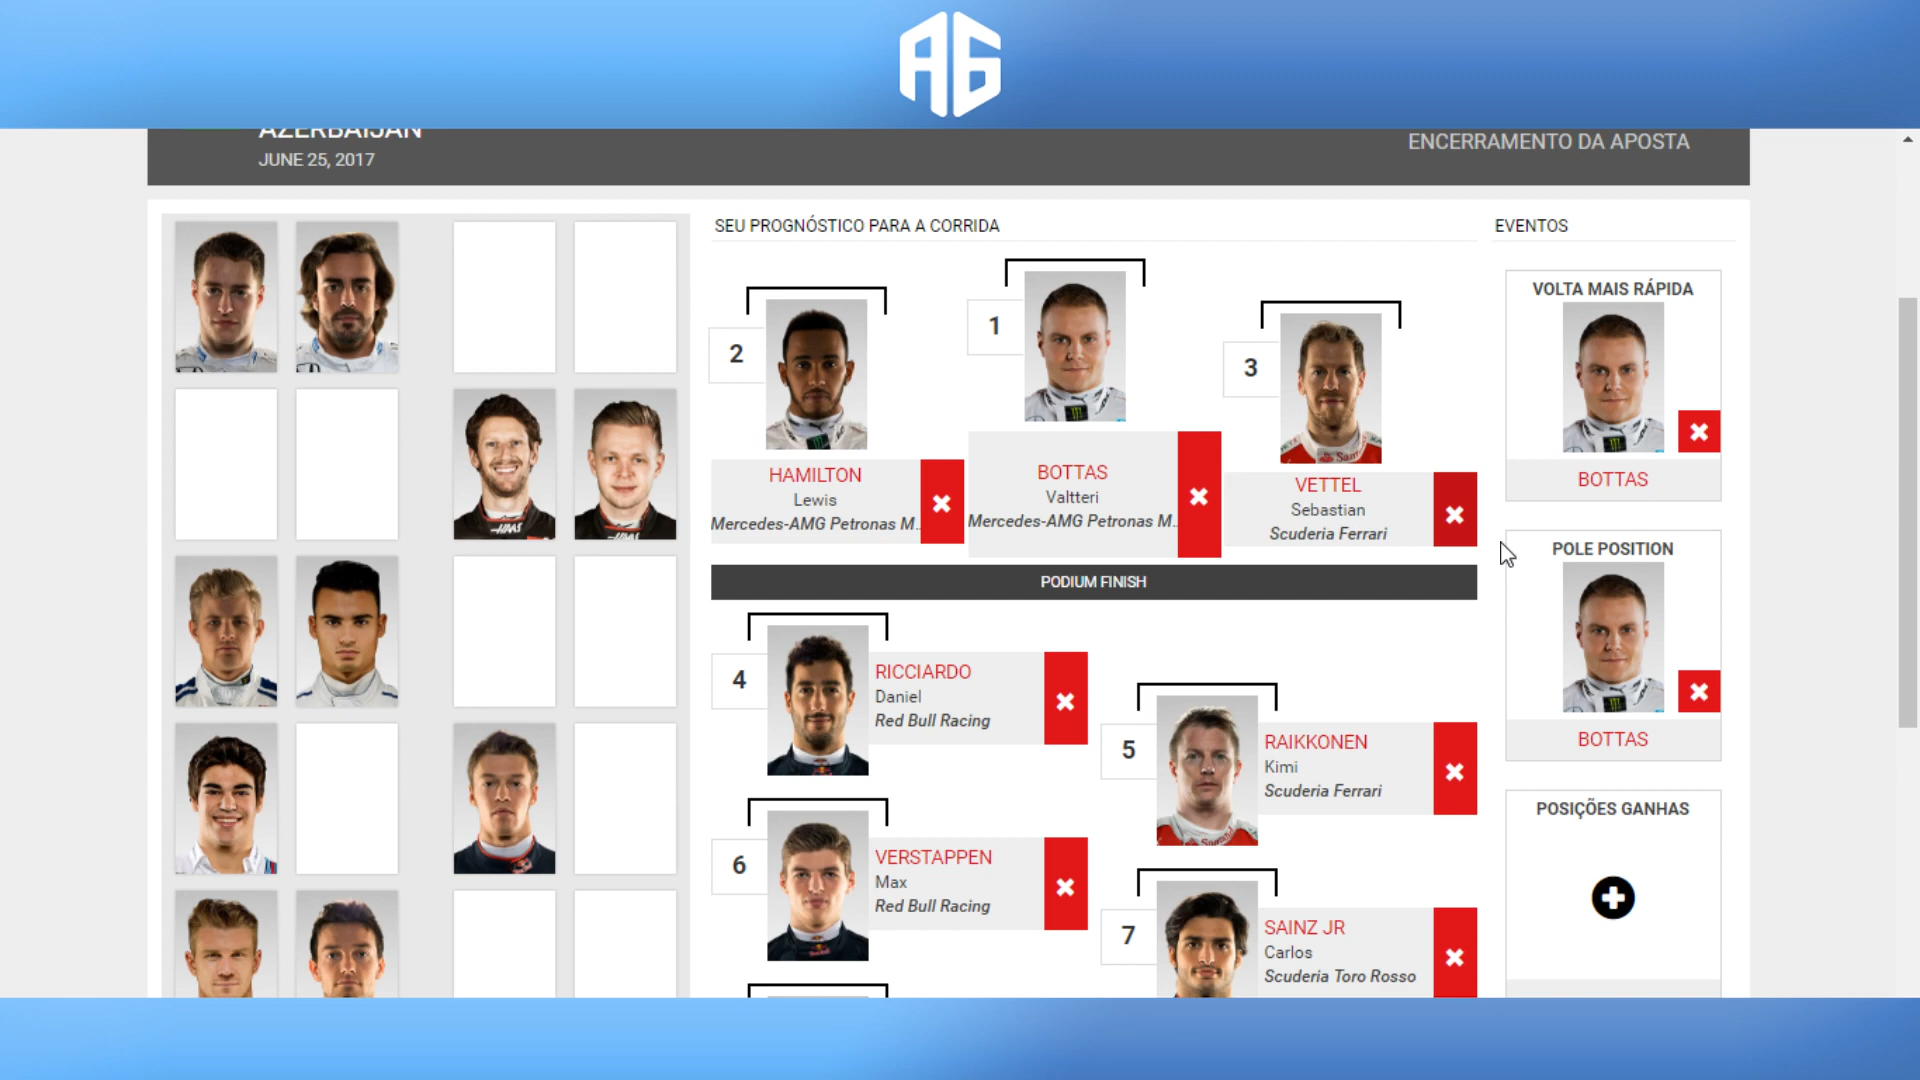 AG
AZERBAIJAN
JUNE 25, 2017
ENCERRAMENTO DA APOSTA
SEU PROGNÓSTICO PARA A CORRIDA
EVENTOS
2
HAMILTON
Lewis
Mercedes-AMG Petronas M..
1
BOTTAS
Valtteri
Mercedes-AMG Petronas M..
3
VETTEL
Sebastian
Scuderia Ferrari
PODIUM FINISH
4
RICCIARDO
Daniel
Red Bull Racing
5
RAIKKONEN
Kimi
Scuderia Ferrari
6
VERSTAPPEN
Max
Red Bull Racing
7
SAINZ JR
Carlos
Scuderia Toro Rosso
VOLTA MAIS RÁPIDA
BOTTAS
POLE POSITION
BOTTAS
POSIÇÕES GANHAS